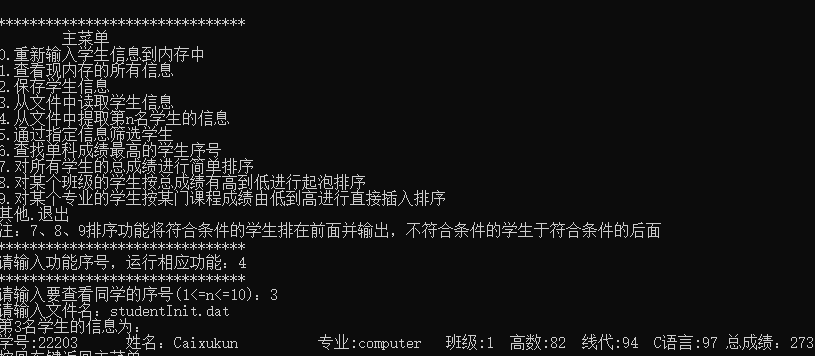 *******************************
主菜单
0.重新输入学生信息到内存中
1.查看现内存的所有信息
2.保存学生信息
3.从文件中读取学生信息
4.从文件中提取第n名学生的信息
5.通过指定信息筛选学生
6.查找单科成绩最高的学生序号
7.对所有学生的总成绩进行简单排序
8.对某个班级的学生按总成绩有高到低进行起泡排序
9.对某个专业的学生按某门课程成绩由低到高进行直接插入排序
其他.退出
注：7、8、9排序功能将符合条件的学生排在前面并输出，不符合条件的学生于符合条件的后面
*******************************
请输入功能序号，运行相应功能：4
*******************************
请输入要查看同学的序号(1<=n<=10)：3
请输入文件名：studentInit.dat
第3名学生的信息为：
学号:22203 姓名：Caixukun 专业:computer 班级:1 高数:82 线代:94 C语言:97 总成绩：273
按回车键返回主菜单